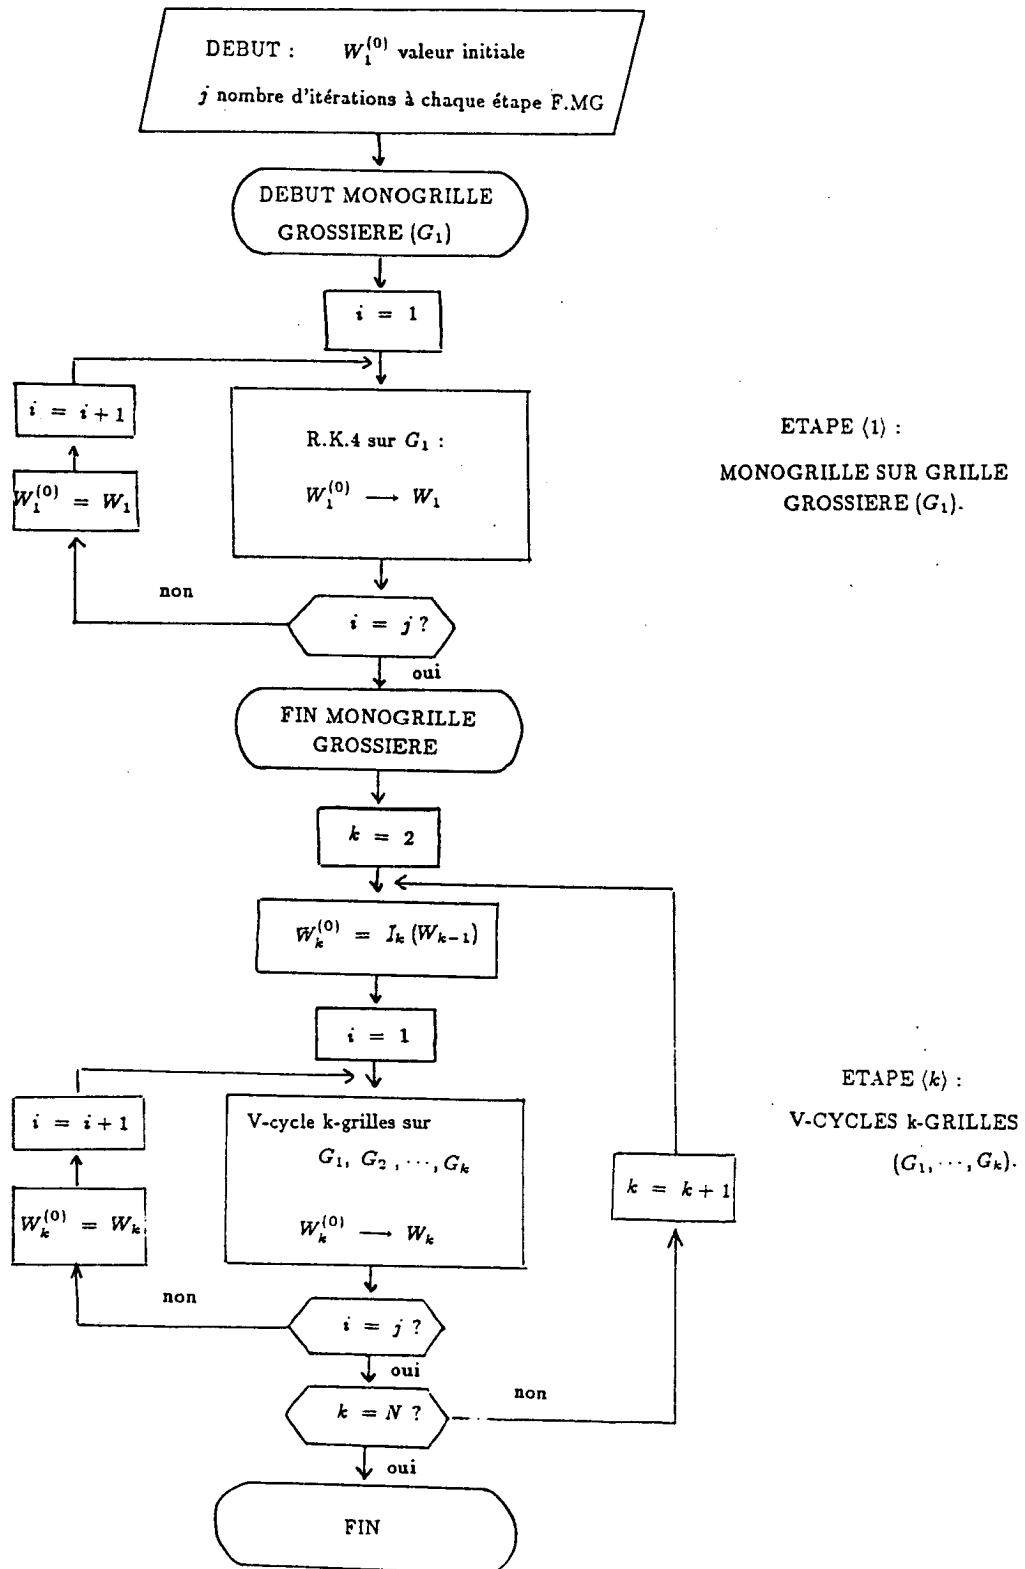 DEBUT : W_1^{(0)} valeur initiale
j nombre d'itérations à chaque étape F.MG
DEBUT MONOGRILLE
GROSSIERE (G_1)
i = 1
i = i + 1
R.K.4 sur G_1 :
W_1^{(0)} ⟶ W_1
W_1^{(0)} = W_1
ETAPE ⟨1⟩ :
MONOGRILLE SUR GRILLE
GROSSIERE (G_1).
non
i = j ?
oui
FIN MONOGRILLE
GROSSIERE
k = 2
W_k^{(0)} = I_k (W_{k-1})
i = 1
i = i + 1
V-cycle k-grilles sur
G_1, G_2 , ⋯, G_k
W_k^{(0)} ⟶ W_k
W_k^{(0)} = W_k
k = k + 1
ETAPE ⟨k⟩ :
V-CYCLES k-GRILLES
(G_1, ⋯, G_k).
non
i = j ?
oui
k = N ?
non
oui
FIN